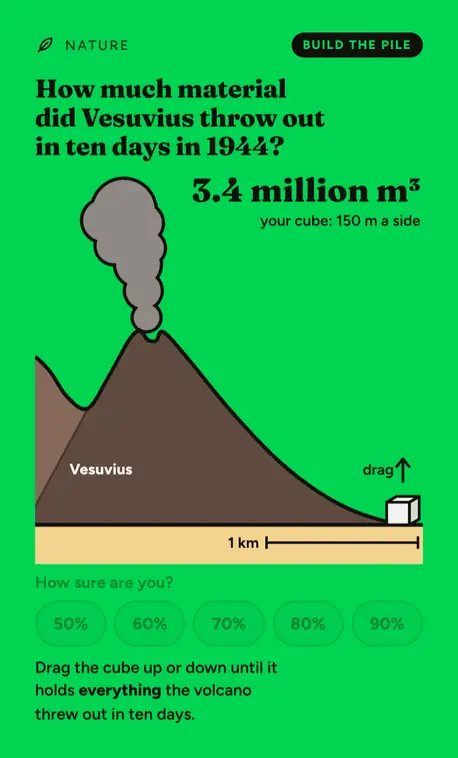 NATURE
BUILD THE PILE
How much material
did Vesuvius throw out
in ten days in 1944?
3.4 million m³
your cube: 150 m a side
Vesuvius
drag
1 km
How sure are you?
50%
60%
70%
80%
90%
Drag the cube up or down until it
holds everything the volcano
threw out in ten days.